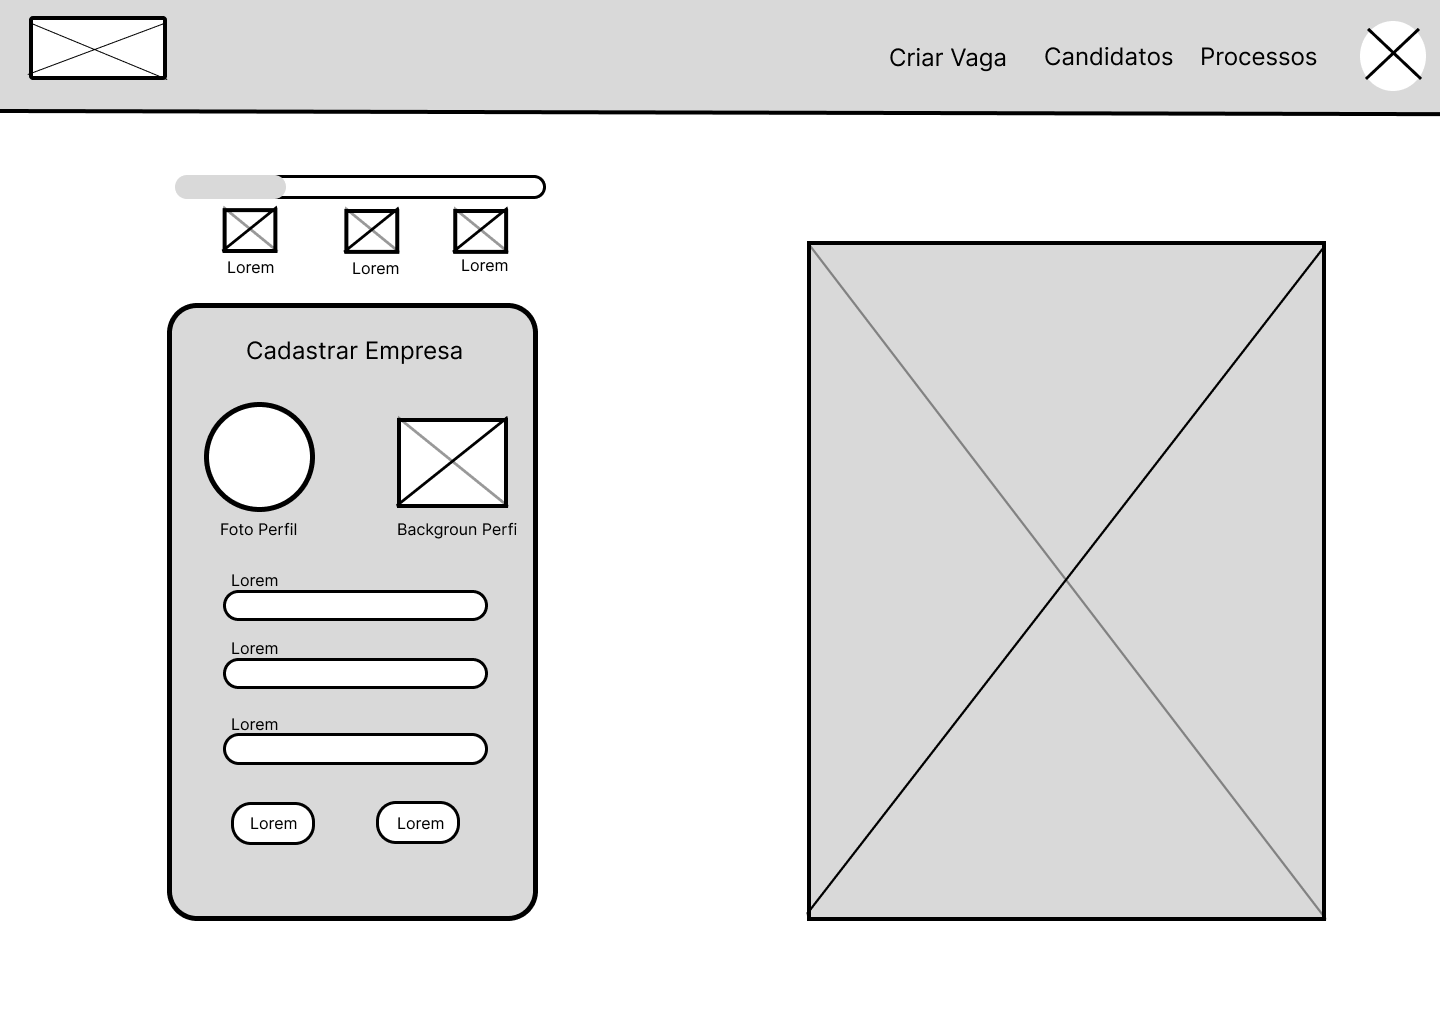 Criar Vaga
Candidatos
Processos
Lorem
Lorem
Lorem
Cadastrar Empresa
Foto Perfil
Backgroun Perfi
Lorem
Lorem
Lorem
Lorem
Lorem